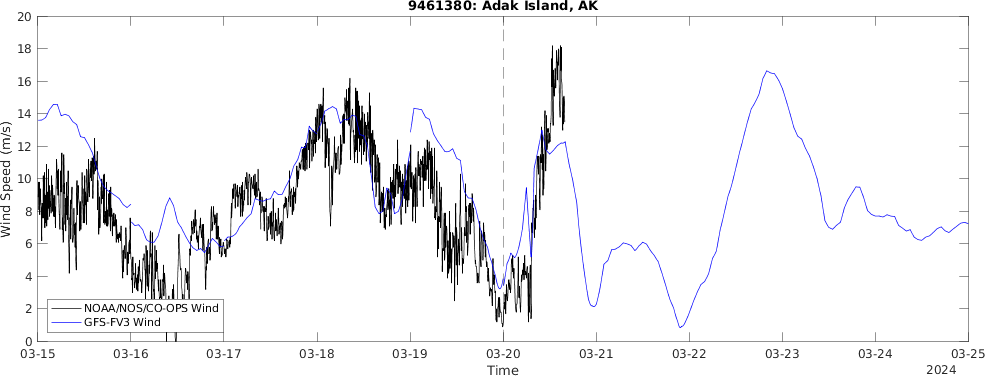 9461380: Adak Island, AK
20
18
16
14
12
10
8
6
4
2
0
Wind Speed (m/s)
NOAA/NOS/CO-OPS Wind
GFS-FV3 Wind
03-15 03-16 03-17 03-18 03-19 03-20 03-21 03-22 03-23 03-24 03-25
Time
2024